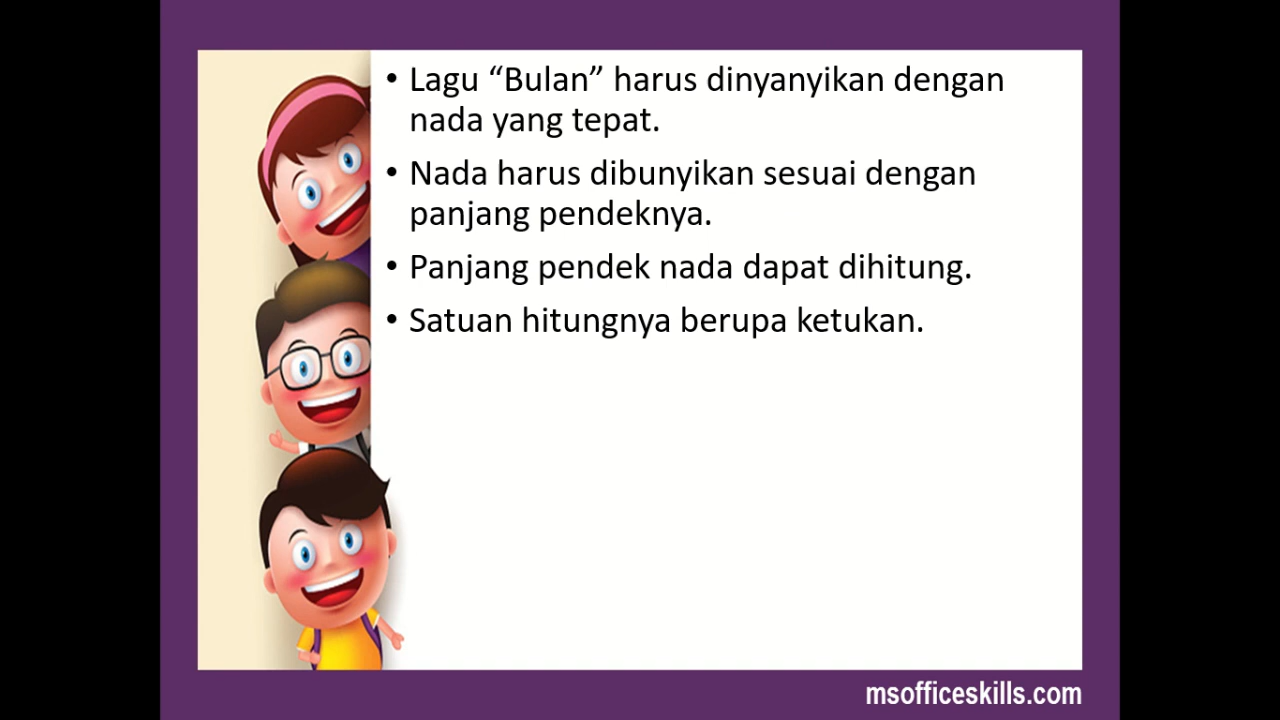 • Lagu “Bulan” harus dinyanyikan dengan
nada yang tepat.
• Nada harus dibunyikan sesuai dengan
panjang pendeknya.
• Panjang pendek nada dapat dihitung.
• Satuan hitungnya berupa ketukan.
msofficeskills.com